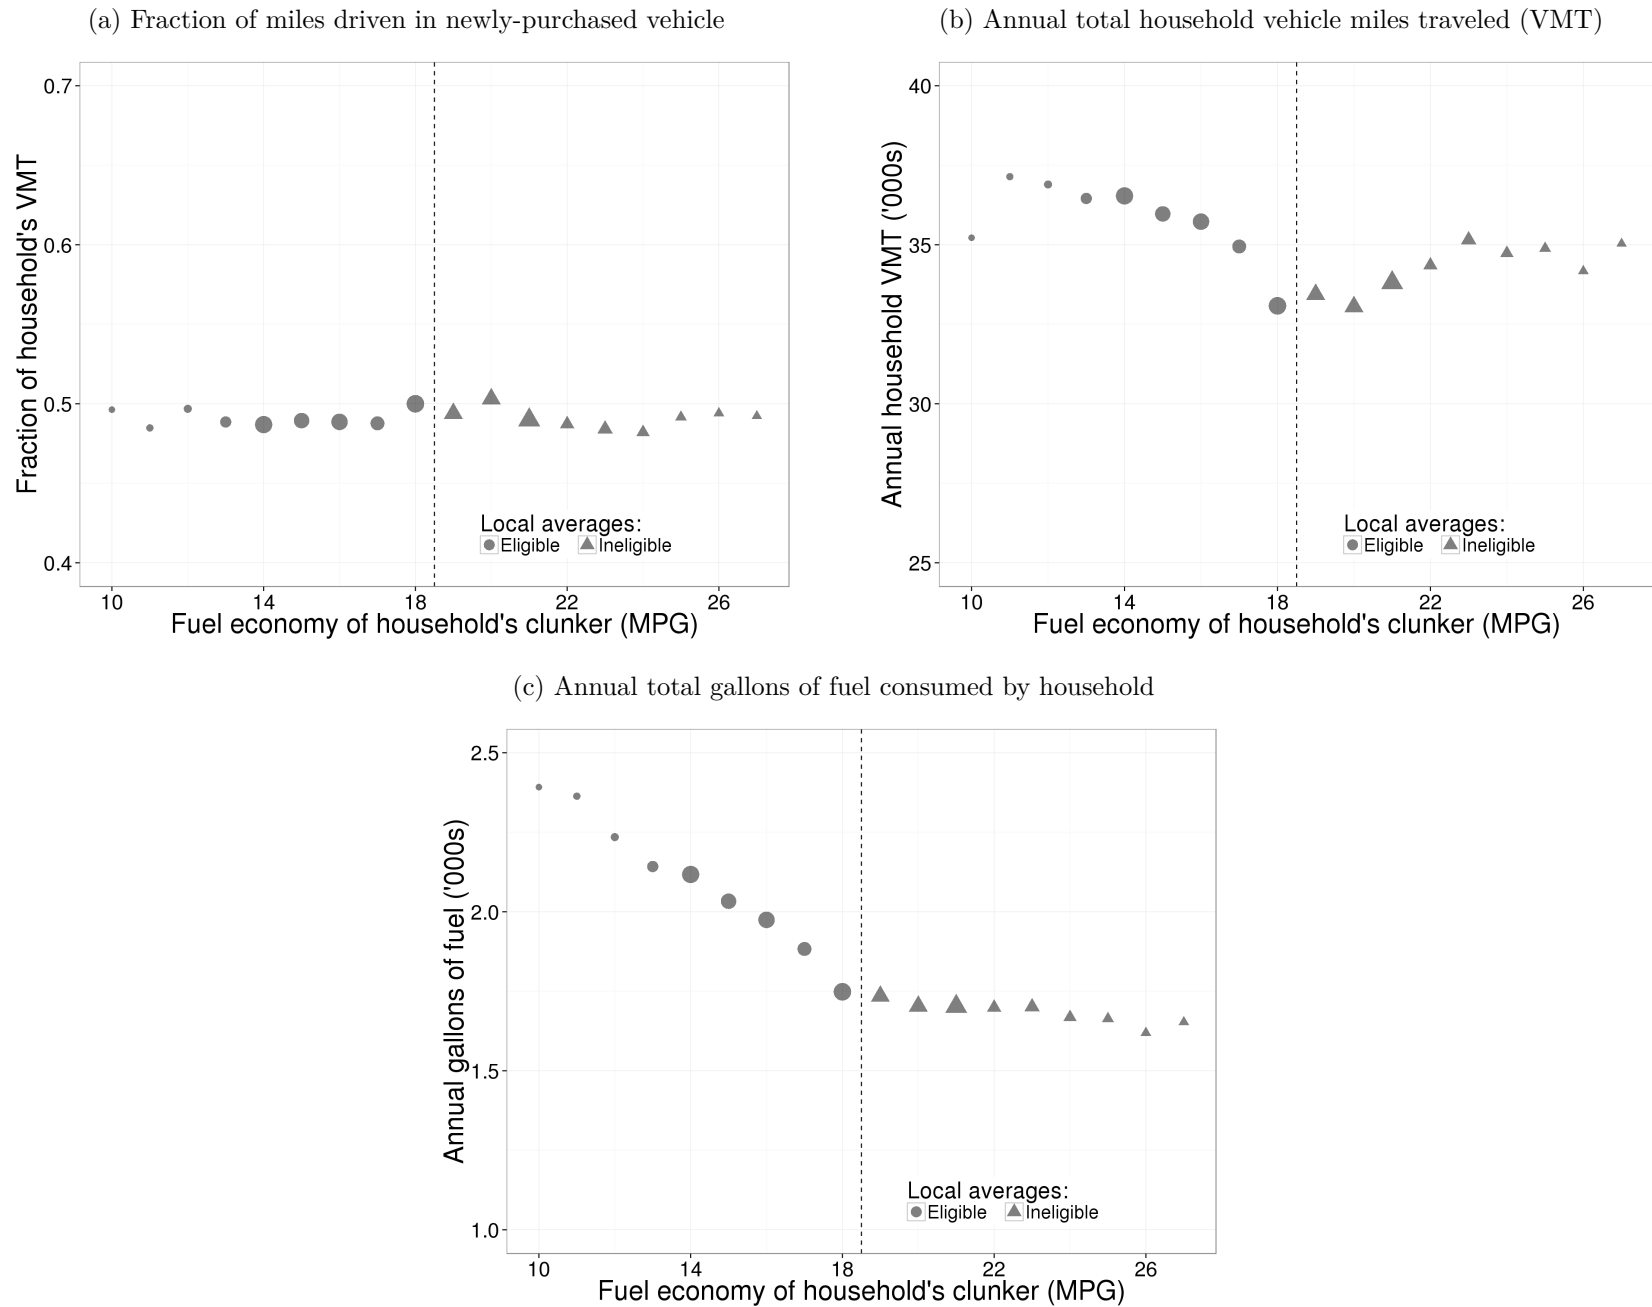 (a) Fraction of miles driven in newly-purchased vehicle
Fraction of household's VMT
0.7
0.6
0.5
0.4
Local averages:
Eligible Ineligible
10 14 18 22 26
Fuel economy of household's clunker (MPG)
(b) Annual total household vehicle miles traveled (VMT)
Annual household VMT ('000s)
40
35
30
25
Local averages:
Eligible Ineligible
10 14 18 22 26
Fuel economy of household's clunker (MPG)
(c) Annual total gallons of fuel consumed by household
Annual gallons of fuel ('000s)
2.5
2.0
1.5
1.0
Local averages:
Eligible Ineligible
10 14 18 22 26
Fuel economy of household's clunker (MPG)